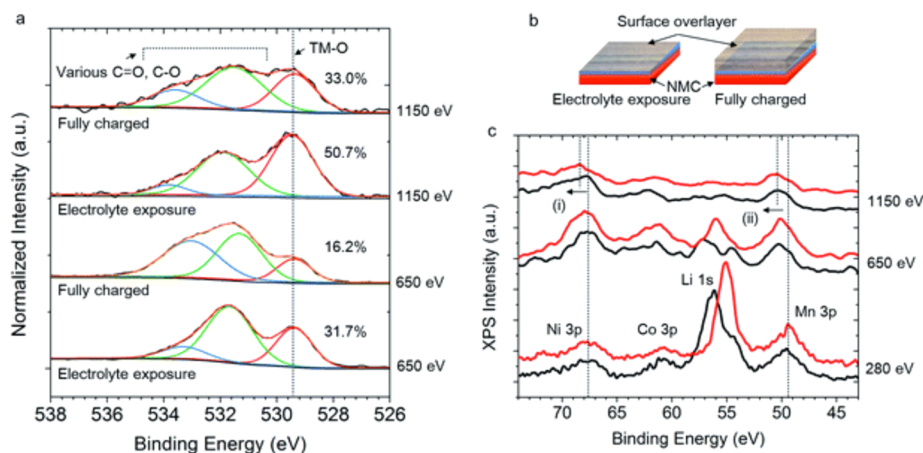 a
TM-O
Various C=O, C-O
33.0%
1150 eV
Fully charged
50.7%
1150 eV
Electrolyte exposure
16.2%
650 eV
Fully charged
31.7%
650 eV
Electrolyte exposure
538 536 534 532 530 528 526
Binding Energy (eV)
Normalized Intensity (a.u.)
b
Surface overlayer
NMC
Electrolyte exposure
Fully charged
c
1150 eV
(i)
(ii)
650 eV
Li 1s
Ni 3p
Co 3p
Mn 3p
280 eV
70 65 60 55 50 45
Binding Energy (eV)
XPS Intensity (a.u.)